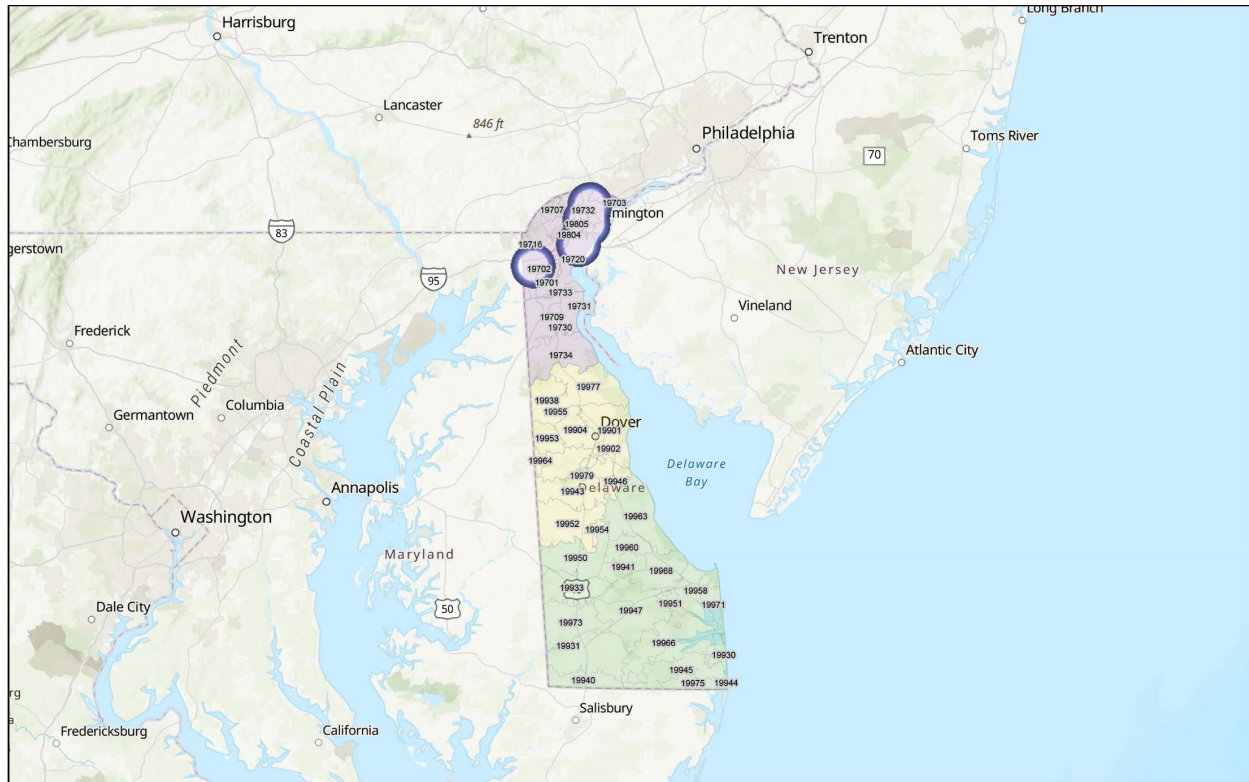 Long Branch
Harrisburg
Trenton
Lancaster
846 ft
Philadelphia
Chambersburg
Toms River
70
19707
19732
19703
mington
19805
83
19804
19716
gerstown
19720
19702
New Jersey
95
19701
19733
19731
Vineland
19709
Frederick
19730
Atlantic City
19734
Piedmont
Coastal Plain
19977
19938
Columbia
19955
Germantown
Dover
19904
19901
19953
19902
19964
Delaware
Bay
19979
19946
Annapolis
19943
Delaware
Washington
19963
19952
19954
19960
Maryland
19950
19941
19968
19933
19958
Dale City
50
19951
19971
19947
19973
19966
19931
19930
19945
19940
19975
19944
rg
Salisbury
a
Fredericksburg
California